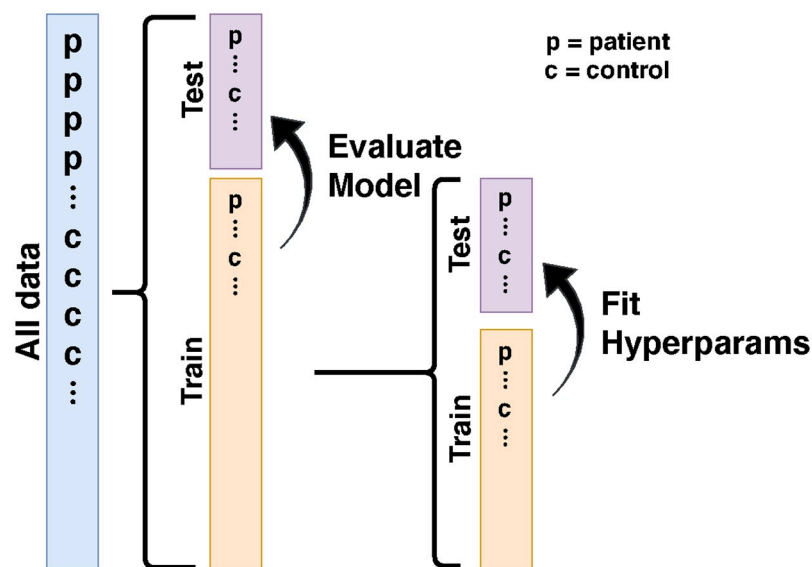 All data
p
p
p
p
...
c
c
c
c
...
Test
p
...
c
...
Train
p
...
c
...
Evaluate
Model
Test
p
...
c
...
Train
p
...
c
...
Fit
Hyperparams
p = patient
c = control